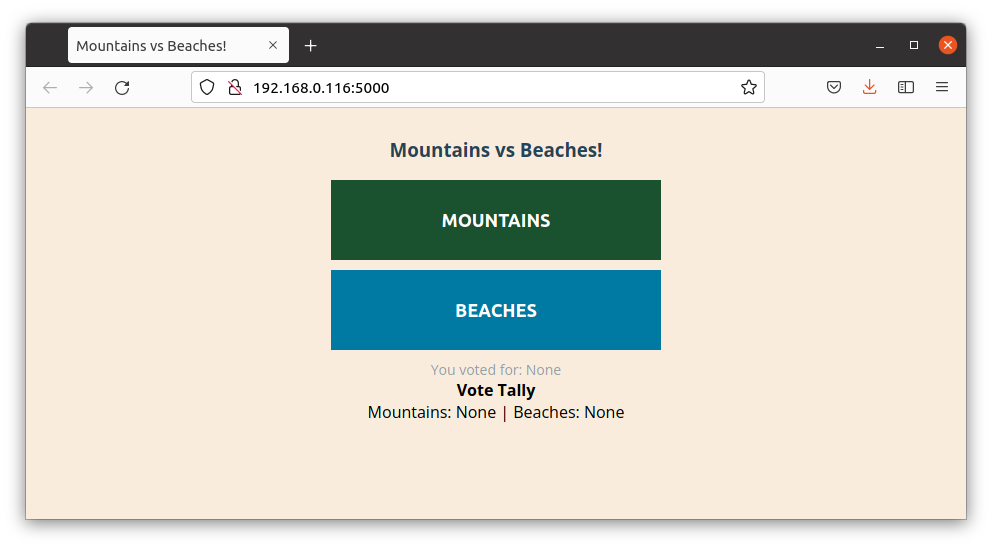 Mountains vs Beaches!
192.168.0.116:5000
Mountains vs Beaches!
MOUNTAINS
BEACHES
You voted for: None
Vote Tally
Mountains: None | Beaches: None